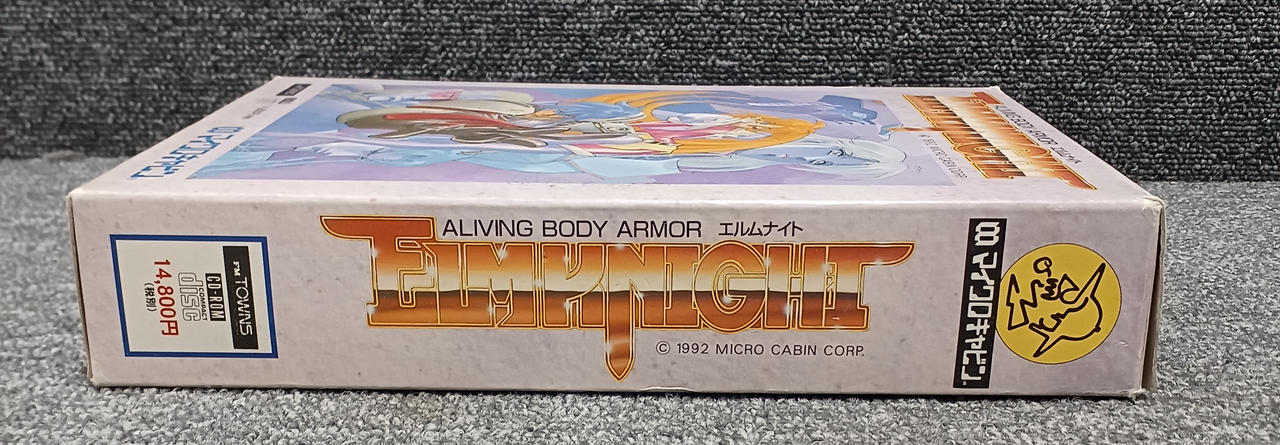 ALIVING BODY ARMOR エルムナイト
ELMKNIGHT
© 1992 MICRO CABIN CORP.
FM TOWNS
CD-ROM
COMPACT
disc
14,800円
(税別)
マイクロキャビン